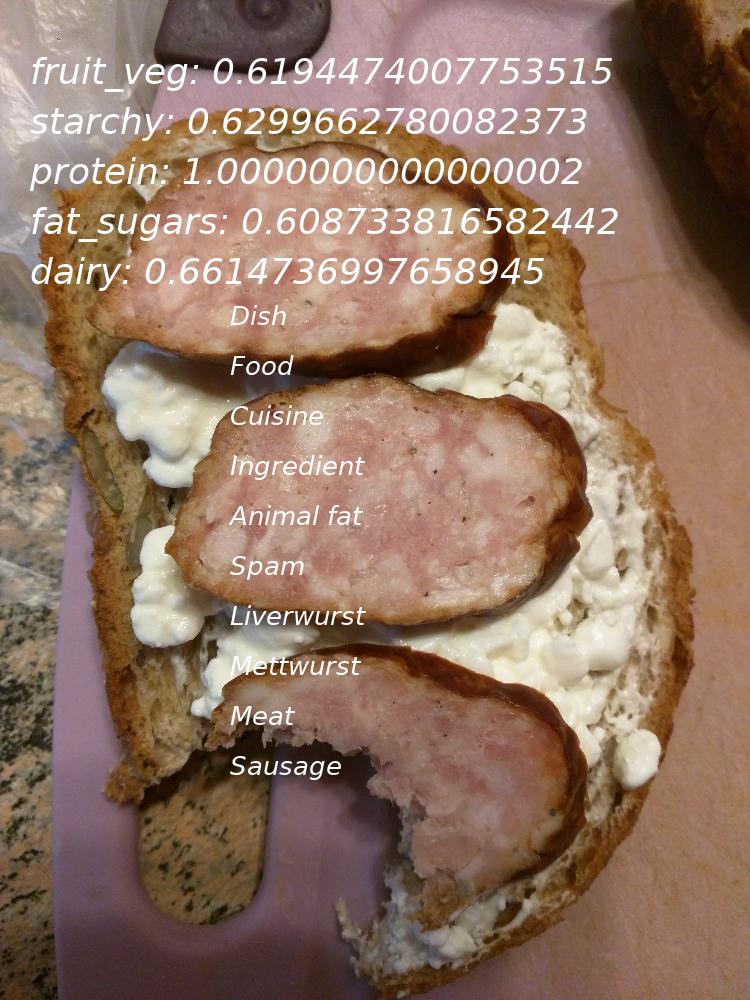 fruit_veg: 0.6194474007753515
starchy: 0.6299662780082373
protein: 1.0000000000000002
fat_sugars: 0.608733816582442
dairy: 0.6614736997658945
Dish
Food
Cuisine
Ingredient
Animal fat
Spam
Liverwurst
Mettwurst
Meat
Sausage